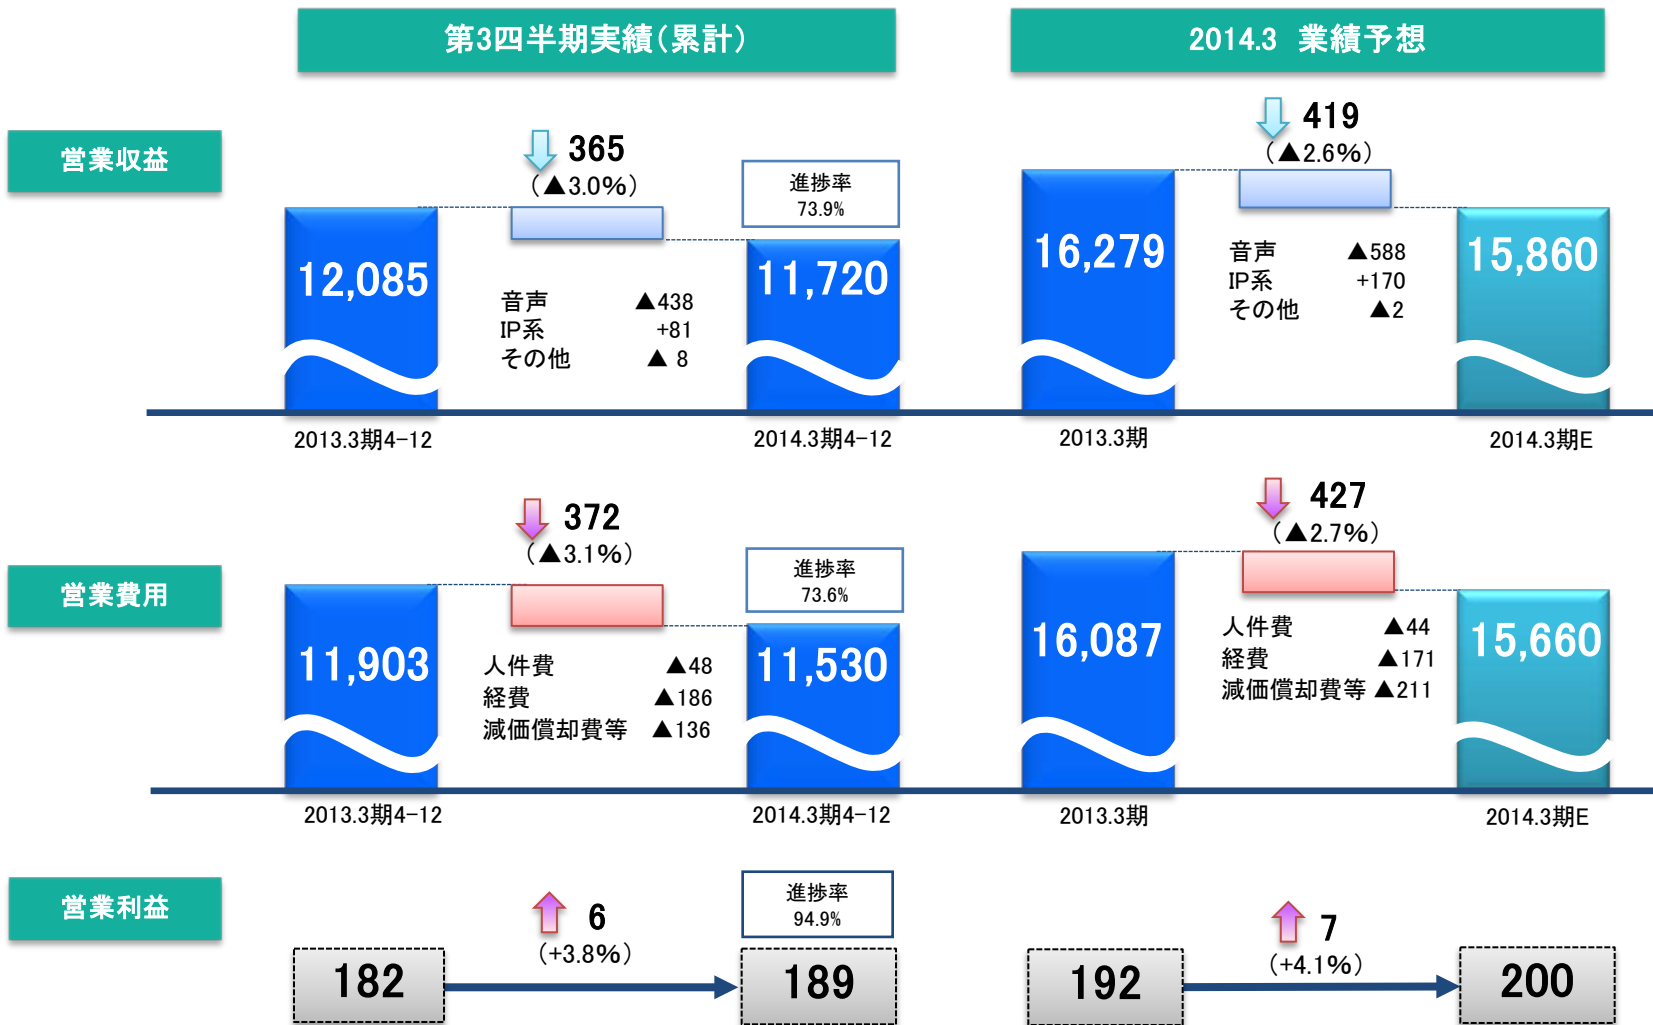 第3四半期実績(累計)
2014.3 業績予想
営業収益
365
(▲3.0%)
進捗率
73.9%
12,085
11,720
音声 ▲438
IP系 +81
その他 ▲ 8
2013.3期4-12
2014.3期4-12
419
(▲2.6%)
16,279
15,860
音声 ▲588
IP系 +170
その他 ▲2
2013.3期
2014.3期E
営業費用
372
(▲3.1%)
進捗率
73.6%
11,903
11,530
人件費 ▲48
経費 ▲186
減価償却費等 ▲136
2013.3期4-12
2014.3期4-12
427
(▲2.7%)
16,087
15,660
人件費 ▲44
経費 ▲171
減価償却費等 ▲211
2013.3期
2014.3期E
営業利益
6
(+3.8%)
進捗率
94.9%
182
189
7
(+4.1%)
192
200